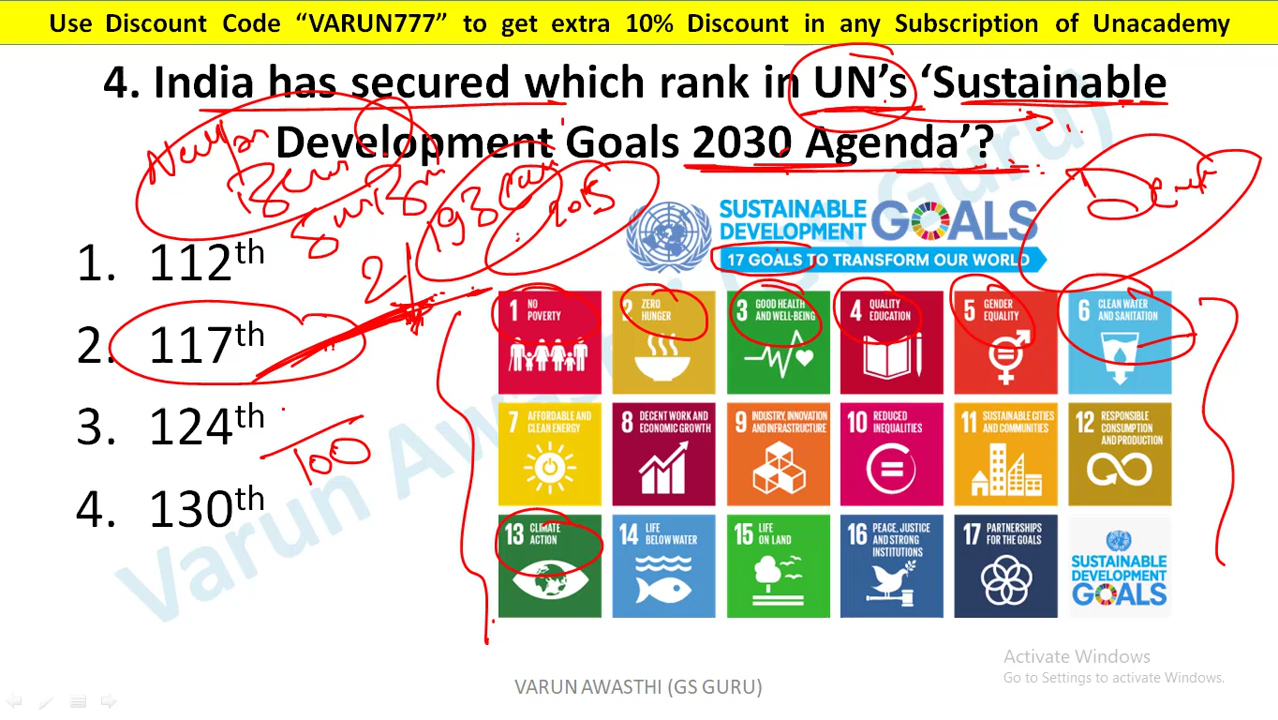 Use Discount Code “VARUN777” to get extra 10% Discount in any Subscription of Unacademy
4. India has secured which rank in UN’s ‘Sustainable
Development Goals 2030 Agenda’?
193
2015
21
SUSTAINABLE
DEVELOPMENT
GOALS
17 GOALS TO TRANSFORM OUR WORLD
1. 112th
2. 117th
3. 124th
100
4. 130th
1 NO
POVERTY
2 ZERO
HUNGER
3 GOOD HEALTH
AND WELL-BEING
4 QUALITY
EDUCATION
5 GENDER
EQUALITY
6 CLEAN WATER
AND SANITATION
7 AFFORDABLE AND
CLEAN ENERGY
8 DECENT WORK AND
ECONOMIC GROWTH
9 INDUSTRY, INNOVATION
AND INFRASTRUCTURE
10 REDUCED
INEQUALITIES
11 SUSTAINABLE CITIES
AND COMMUNITIES
12 RESPONSIBLE
CONSUMPTION
AND PRODUCTION
13 CLIMATE
ACTION
14 LIFE
BELOW WATER
15 LIFE
ON LAND
16 PEACE, JUSTICE
AND STRONG
INSTITUTIONS
17 PARTNERSHIPS
FOR THE GOALS
SUSTAINABLE
DEVELOPMENT
GOALS
Varun Awasthi (GS Guru)
Activate Windows
Go to Settings to activate Windows.
VARUN AWASTHI (GS GURU)